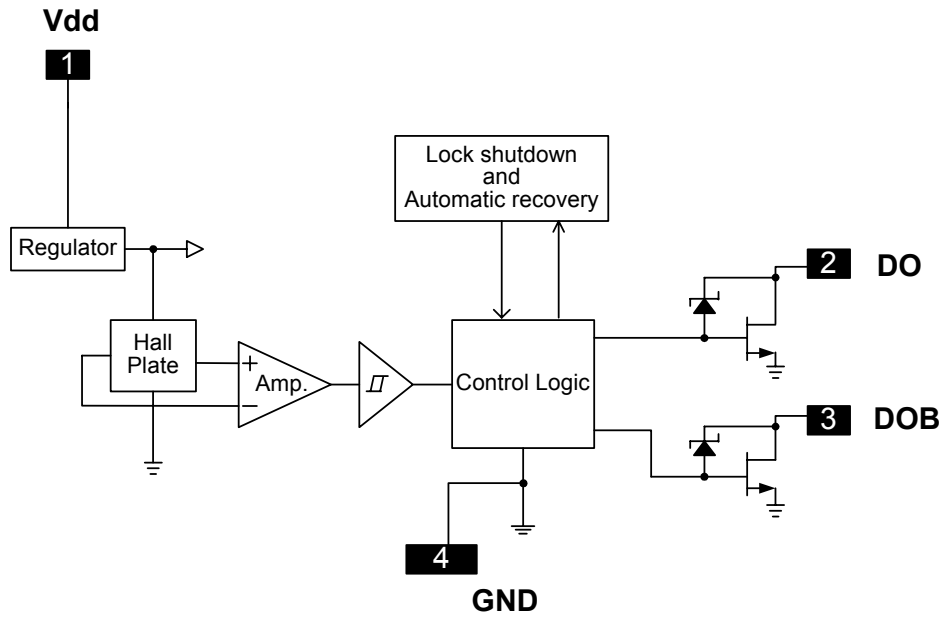 Vdd
1
Lock shutdown
and
Automatic recovery
Regulator
2 DO
Hall
Plate
+
Amp.
−
Control Logic
3 DOB
4
GND